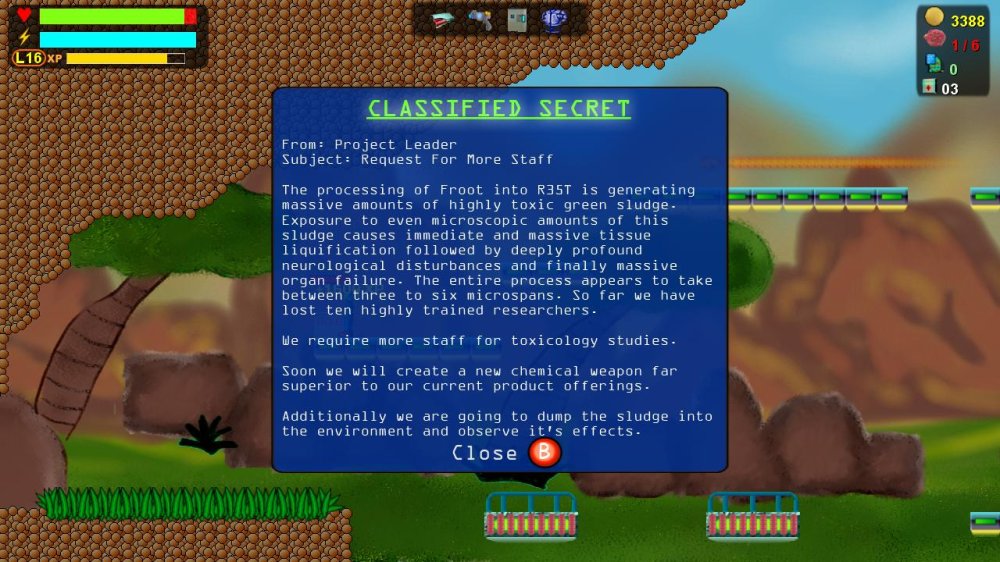 L16 XP
3388
1/6
0
03
CLASSIFIED SECRET
From: Project Leader
Subject: Request For More Staff
The processing of Froot into R35T is generating
massive amounts of highly toxic green sludge.
Exposure to even microscopic amounts of this
sludge causes immediate and massive tissue
liquification followed by deeply profound
neurological disturbances and finally massive
organ failure. The entire process appears to take
between three to six microspans. So far we have
lost ten highly trained researchers.
We require more staff for toxicology studies.
Soon we will create a new chemical weapon far
superior to our current product offerings.
Additionally we are going to dump the sludge into
the environment and observe it's effects.
Close B